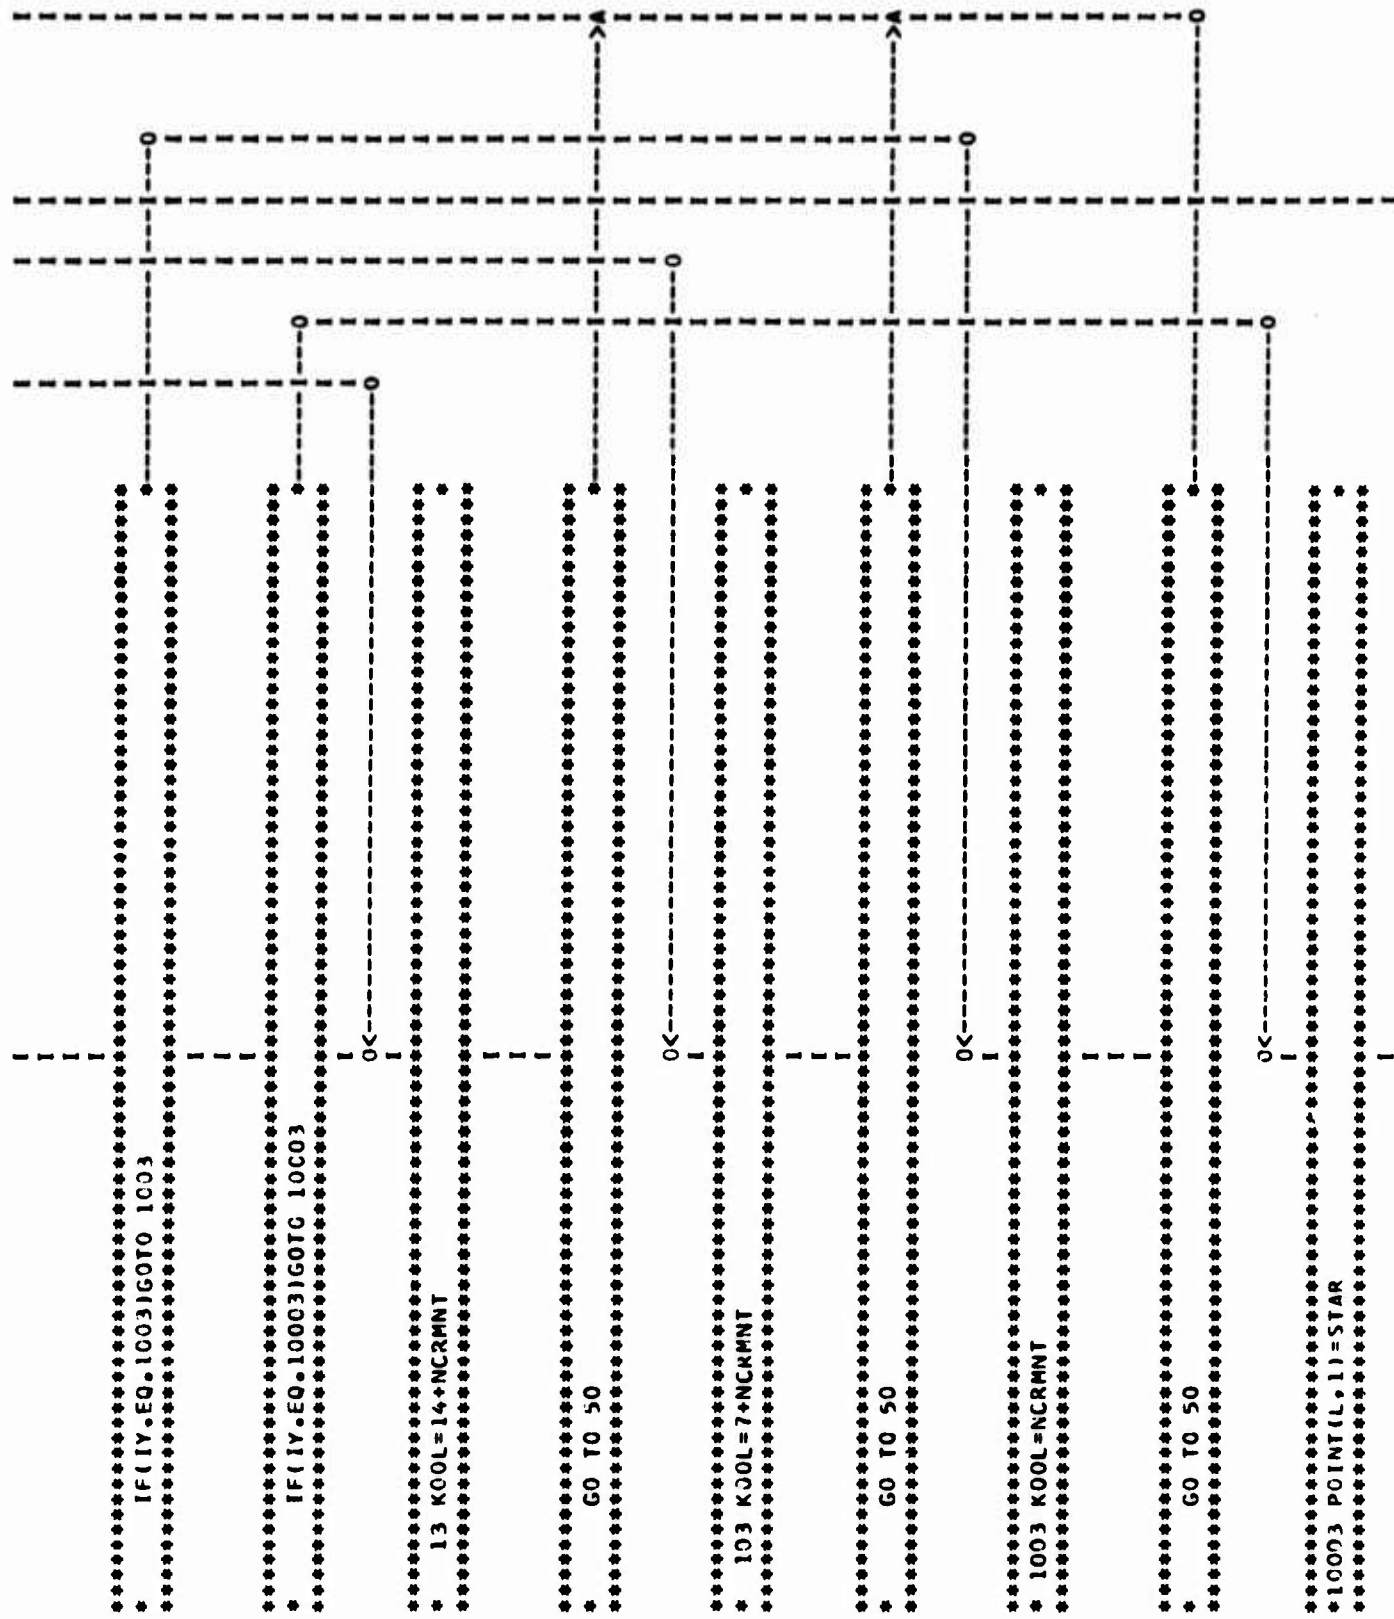 IF(IY.EQ.1003)GOTO 1003
IF(IY.EQ.10003)GOTO 10003
13 KOOL=14+NCRMNT
GO TO 50
103 KOOL=7+NCRMNT
GO TO 50
1003 KOOL=NCRMNT
GO TO 50
10003 POINT(L,1)=STAR